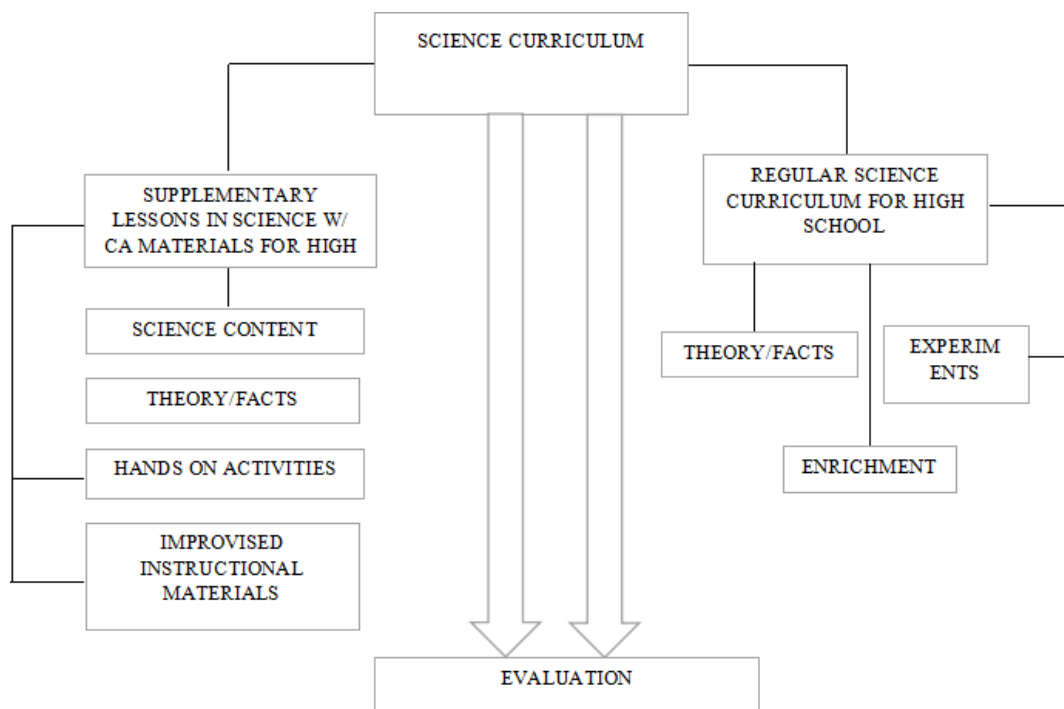 SCIENCE CURRICULUM
SUPPLEMENTARY
LESSONS IN SCIENCE W/
CA MATERIALS FOR HIGH
SCIENCE CONTENT
THEORY/FACTS
HANDS ON ACTIVITIES
IMPROVISED
INSTRUCTIONAL
MATERIALS
REGULAR SCIENCE
CURRICULUM FOR HIGH
SCHOOL
THEORY/FACTS
EXPERIM
ENTS
ENRICHMENT
EVALUATION